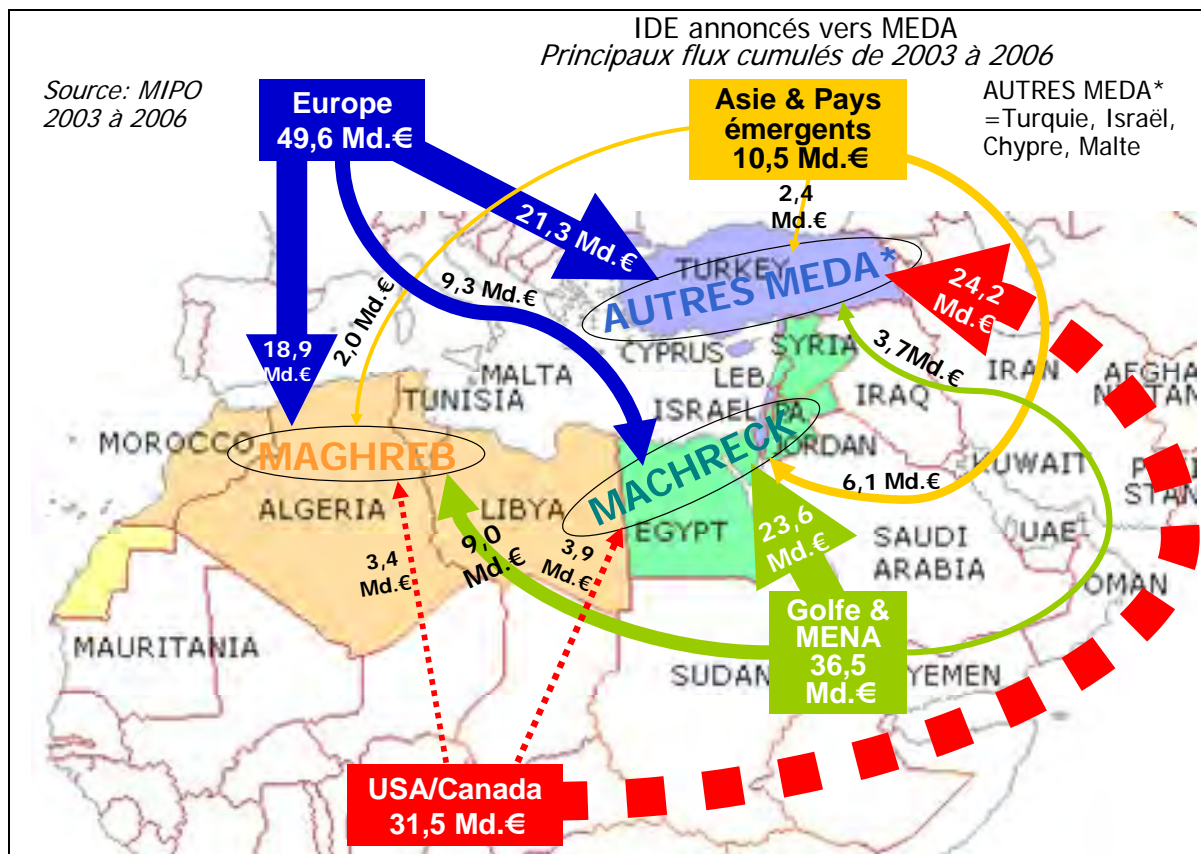 IDE annoncés vers MEDA
Principaux flux cumulés de 2003 à 2006
Source: MIPO
2003 à 2006
Europe
49,6 Md.€
Asie & Pays
émergents
10,5 Md.€
AUTRES MEDA*
=Turquie, Israël,
Chypre, Malte
2,4
Md.€
21,3 Md.€
9,3 Md.€
2,0 Md.€
18,9
Md.€
TURKEY
AUTRES MEDA*
24,2
Md.€
3,7Md.€
CYPRUS
SYRIA
LEB.
IRAN
MALTA
TUNISIA
ISRAEL
PA
IRAQ
JORDAN
MOROCCO
MAGHREB
MACHRECK
KUWAIT
6,1 Md.€
ALGERIA
LIBYA
EGYPT
23,6
Md.€
SAUDI
ARABIA
UAE
OMAN
3,4
Md.€
9,0
Md.€
3,9
Md.€
Golfe &
MENA
36,5
Md.€
MAURITANIA
SUDAN
YEMEN
USA/Canada
31,5 Md.€